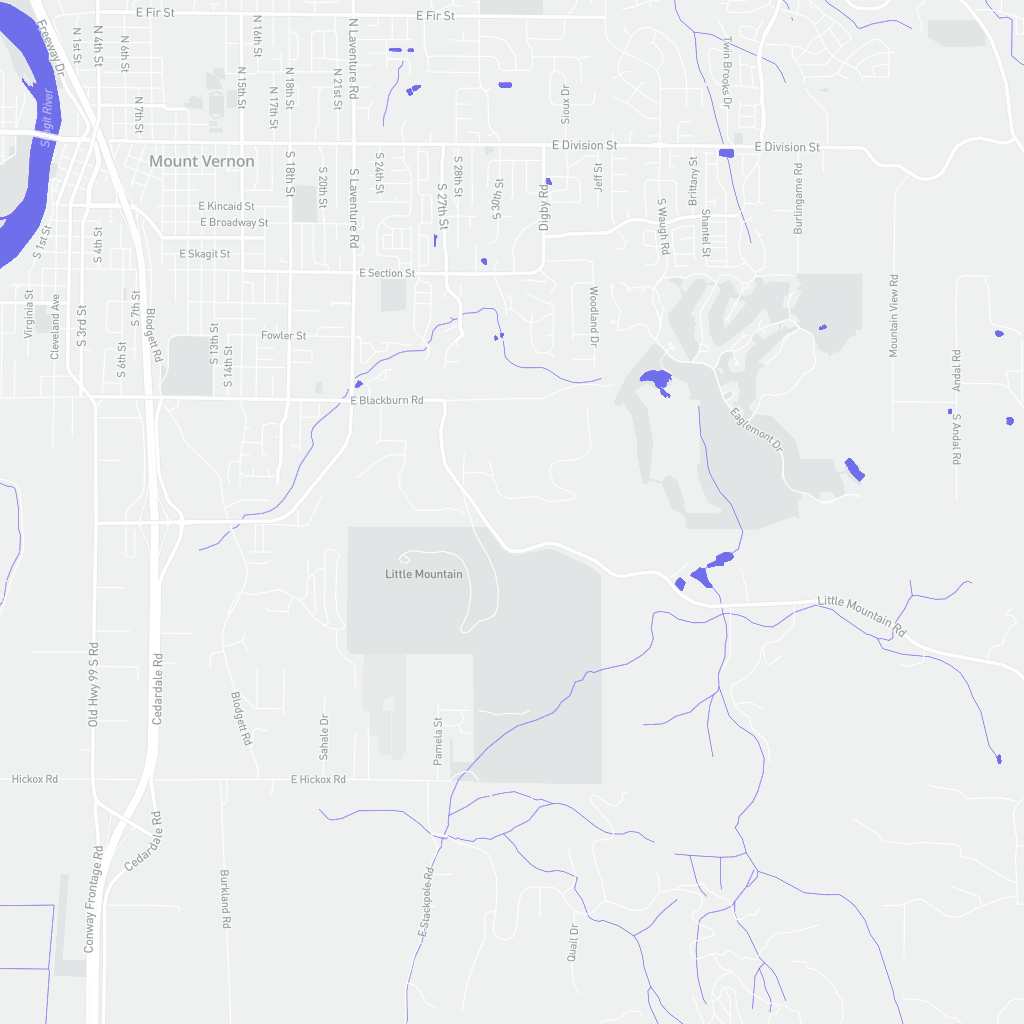 E Fir St
E Fir St
Freeway Dr
N 1st St
N 4th St
N 6th St
N 16th St
N Laventure Rd
Twin Brooks Dr
N 7th St
N 15th St
N 17th St
N 18th St
N 21st St
Sioux Dr
Skagit River
Mount Vernon
E Division St
E Division St
S 18th St
S 20th St
S Laventure Rd
S 24th St
S 27th St
S 28th St
S 30th St
Digby Rd
Jeff St
S Waugh Rd
Brittany St
Shantel St
Burlingame Rd
E Kincaid St
E Broadway St
E Skagit St
S 1st St
S 4th St
E Section St
Virginia St
Cleveland Ave
S 3rd St
S 7th St
Blodgett Rd
S 6th St
S 13th St
S 14th St
Fowler St
Woodland Dr
Mountain View Rd
Andal Rd
S Andal Rd
E Blackburn Rd
Eaglemont Dr
Little Mountain
Little Mountain Rd
Old Hwy 99 S Rd
Cedardale Rd
Blodgett Rd
Sahale Dr
Pamela St
Hickox Rd
E Hickox Rd
Cedardale Rd
Conway Frontage Rd
Burkland Rd
E Stackpole Rd
Quail Dr